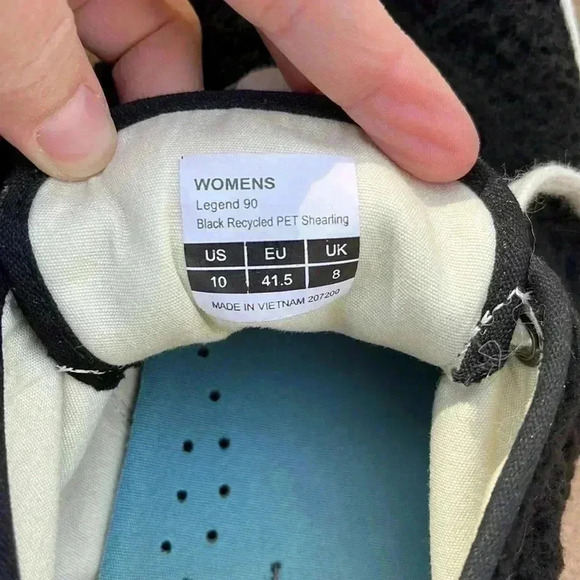 WOMENS
Legend 90
Black Recycled PET Shearling
US EU UK
10 41.5 8
MADE IN VIETNAM 207200